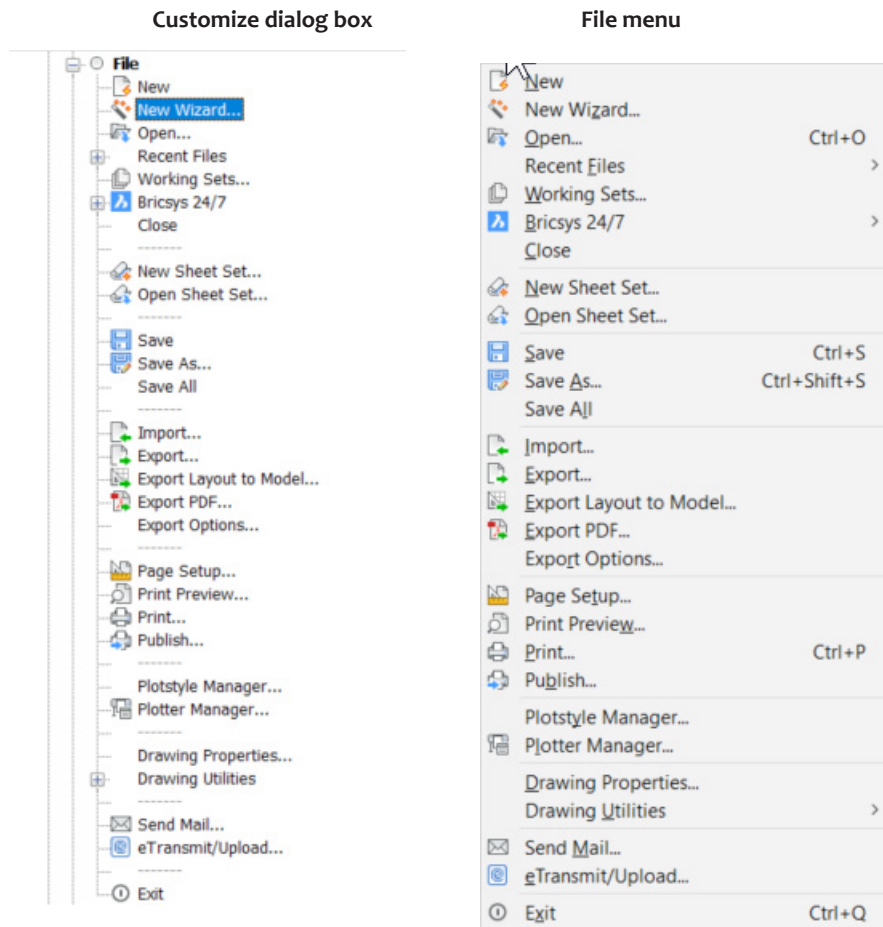 Customize dialog box
File
New
New Wizard...
Open...
Recent Files
Working Sets...
Bricsys 24/7
Close
-------
New Sheet Set...
Open Sheet Set...
-------
Save
Save As...
Save All
-------
Import...
Export...
Export Layout to Model...
Export PDF...
Export Options...
-------
Page Setup...
Print Preview...
Print...
Publish...
-------
Plotstyle Manager...
Plotter Manager...
-------
Drawing Properties...
Drawing Utilities
-------
Send Mail...
eTransmit/Upload...
-------
Exit
File menu
New
New Wizard...
Open... Ctrl+O
Recent Files
Working Sets...
Bricsys 24/7
Close
New Sheet Set...
Open Sheet Set...
Save Ctrl+S
Save As... Ctrl+Shift+S
Save All
Import...
Export...
Export Layout to Model...
Export PDF...
Export Options...
Page Setup...
Print Preview...
Print... Ctrl+P
Publish...
Plotstyle Manager...
Plotter Manager...
Drawing Properties...
Drawing Utilities
Send Mail...
eTransmit/Upload...
Exit Ctrl+Q